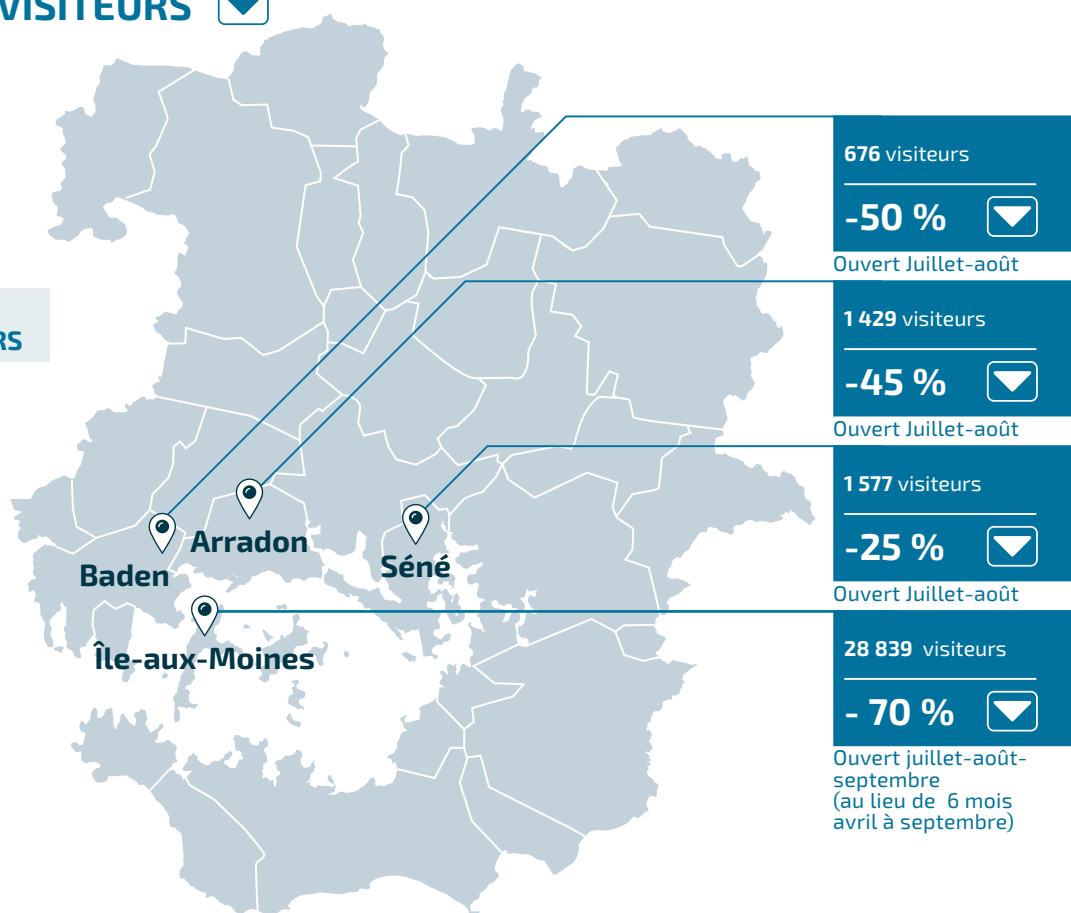 VISITEURS
676 visiteurs
-50 %
Ouvert Juillet-août
1 429 visiteurs
-45 %
Ouvert Juillet-août
1 577 visiteurs
-25 %
Ouvert Juillet-août
28 839 visiteurs
- 70 %
Ouvert juillet-août-
septembre
(au lieu de 6 mois
avril à septembre)
RS
Arradon
Baden
Séné
Île-aux-Moines